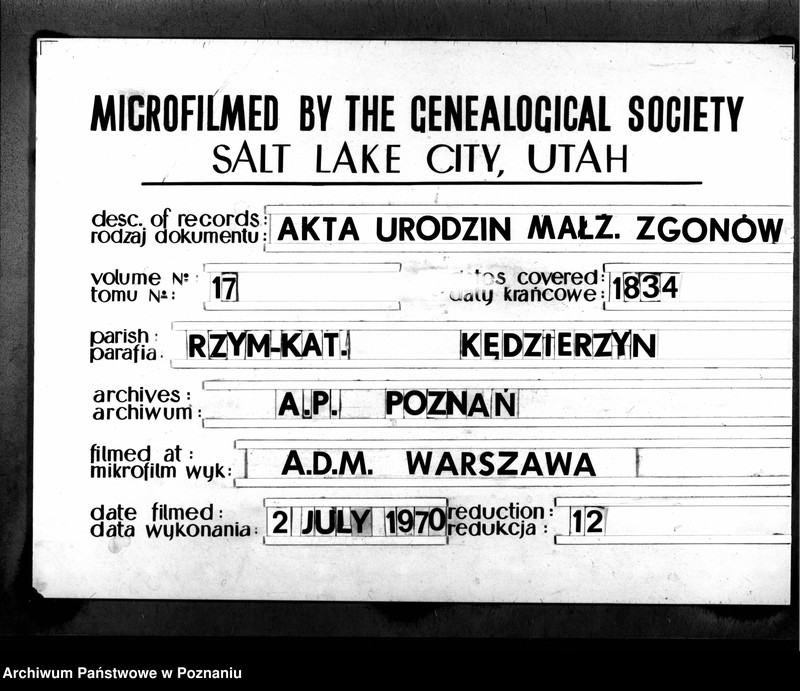 MICROFILMED BY THE GENEALOGICAL SOCIETY
SALT LAKE CITY, UTAH
desc. of records:
rodzaj dokumentu:
AKTA URODZIN MAŁŻ. ZGONÓW
volume №:
tomu №:
17
covered:
daty krańcowe:
1834
parish:
parafia.
RZYM-KAT. KĘDZIERZYN
archives:
archiwum:
A.P. POZNAŃ
filmed at:
mikrofilm wyk:
A.D.M. WARSZAWA
date filmed:
data wykonania:
2 JULY 1970
reduction:
redukcja:
12
Archiwum Państwowe w Poznaniu